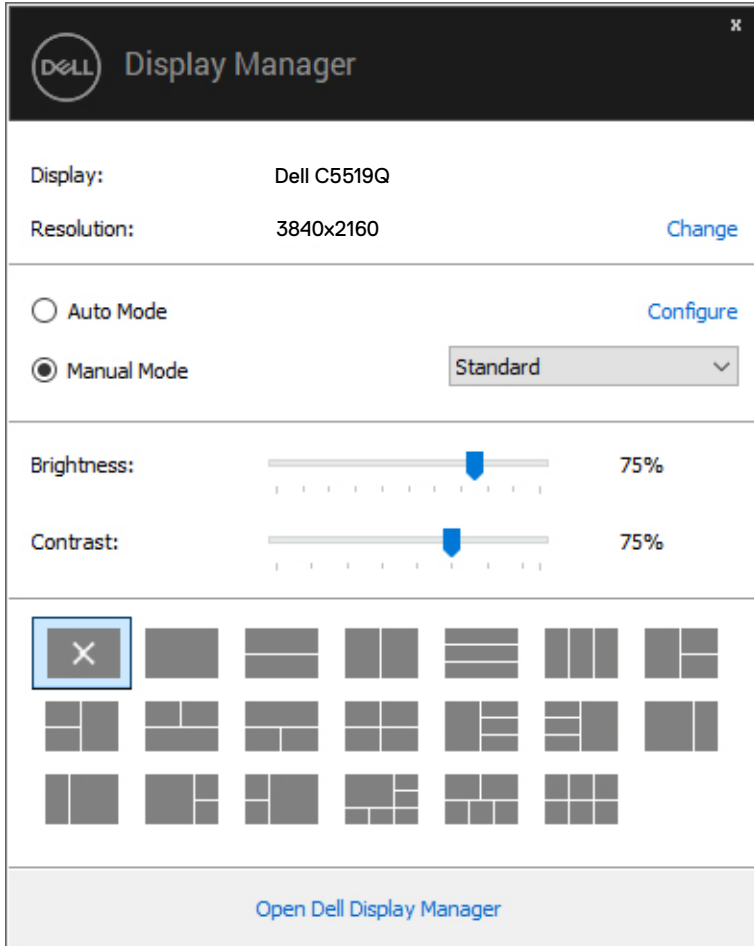 x
DELL Display Manager
Display: Dell C5519Q
Resolution: 3840x2160 Change
Auto Mode Configure
Manual Mode Standard
Brightness: 75%
Contrast: 75%
Open Dell Display Manager